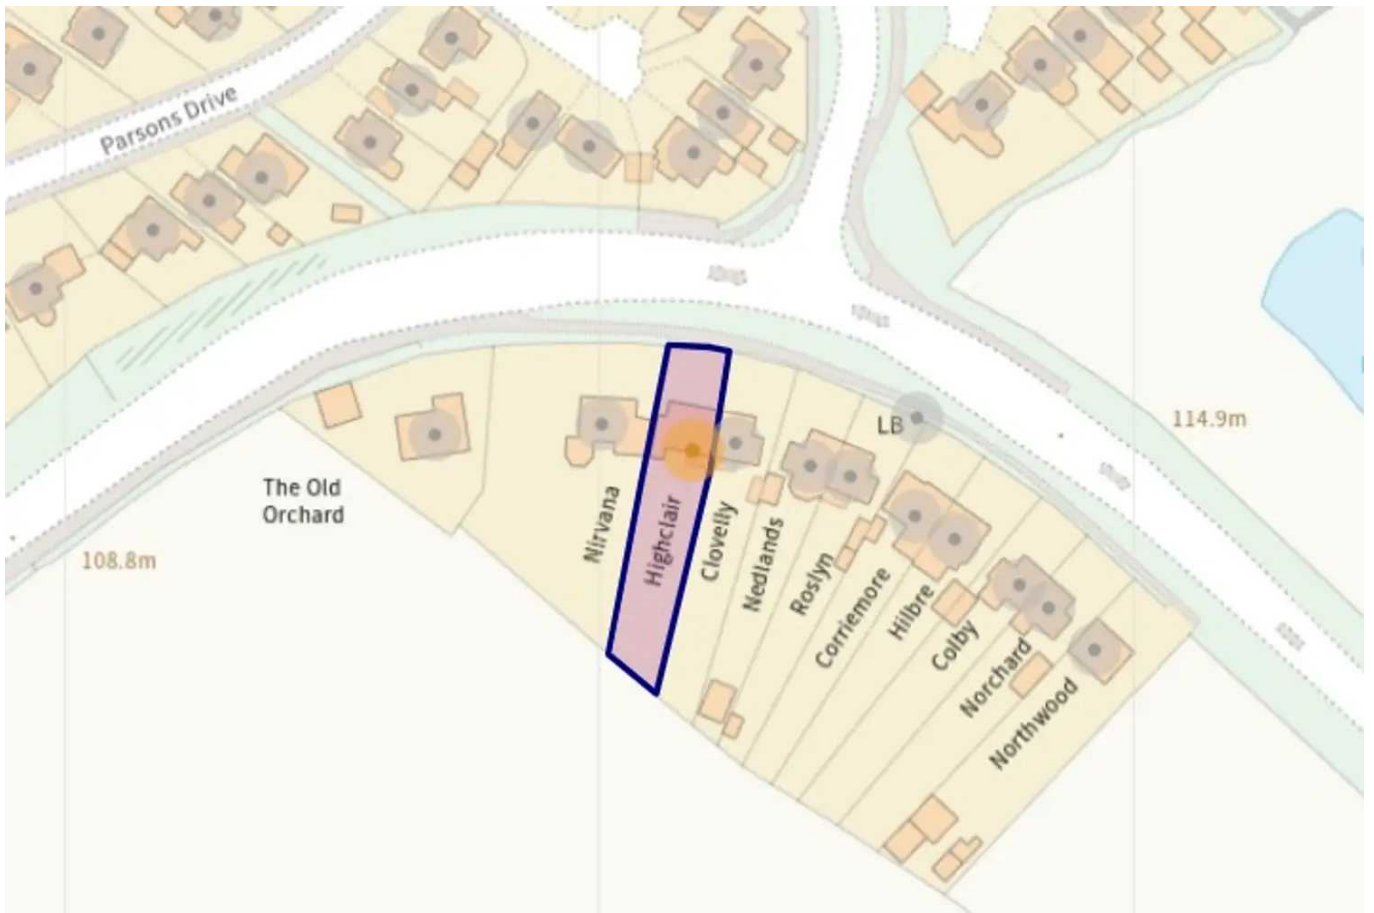 Parsons Drive
LB
114.9m
The Old
Orchard
108.8m
Nirvana
Highclair
Clovelly
Nedlands
Roslyn
Corriemore
Hilbre
Colby
Norchard
Northwood